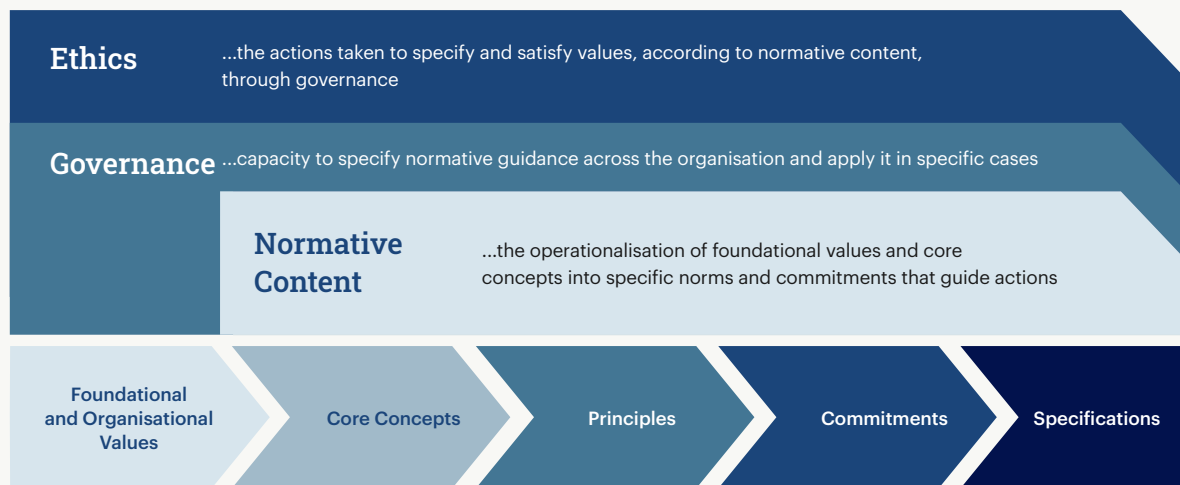 Ethics
...the actions taken to specify and satisfy values, according to normative content,
through governance
Governance
...capacity to specify normative guidance across the organisation and apply it in specific cases
Normative
Content
...the operationalisation of foundational values and core
concepts into specific norms and commitments that guide actions
Foundational
and Organisational
Values
Core Concepts
Principles
Commitments
Specifications